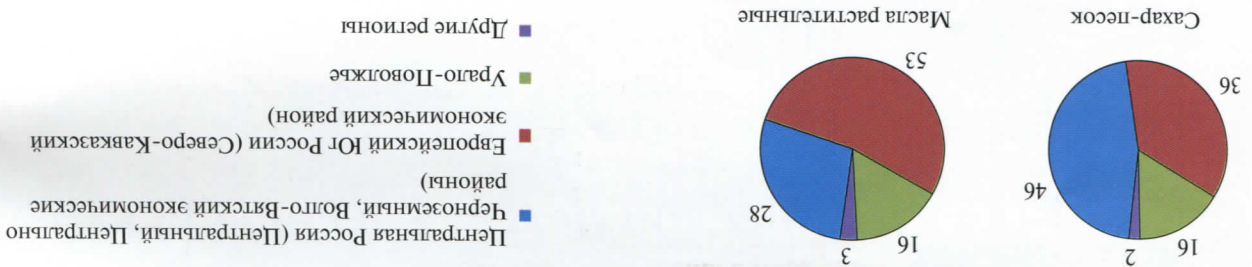 16
2
46
36
Сахар-песок
3
16
28
53
Масла растительные
Центральная Россия (Центральный, Центрально
Черноземный, Волго-Вятский экономические
районы)
Европейский Юг России (Северо-Кавказский
экономический район)
Урало-Поволжье
Другие регионы